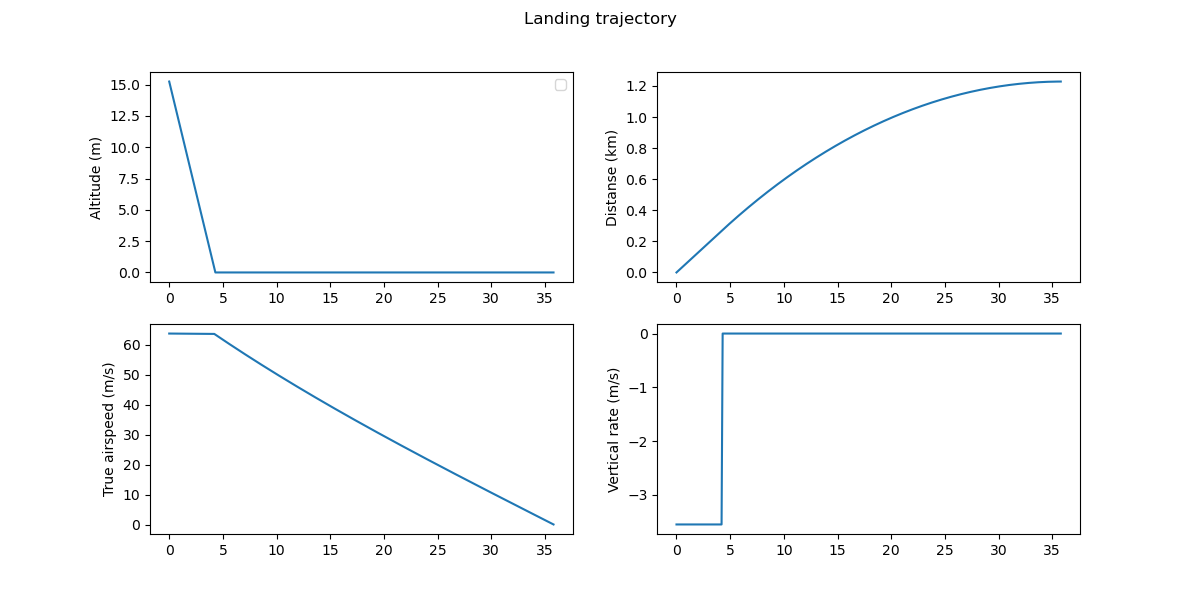 Landing trajectory
Altitude (m)
15.0
12.5
10.0
7.5
5.0
2.5
0.0
0 5 10 15 20 25 30 35
Distanse (km)
1.2
1.0
0.8
0.6
0.4
0.2
0.0
0 5 10 15 20 25 30 35
True airspeed (m/s)
60
50
40
30
20
10
0
0 5 10 15 20 25 30 35
Vertical rate (m/s)
0
−1
−2
−3
0 5 10 15 20 25 30 35